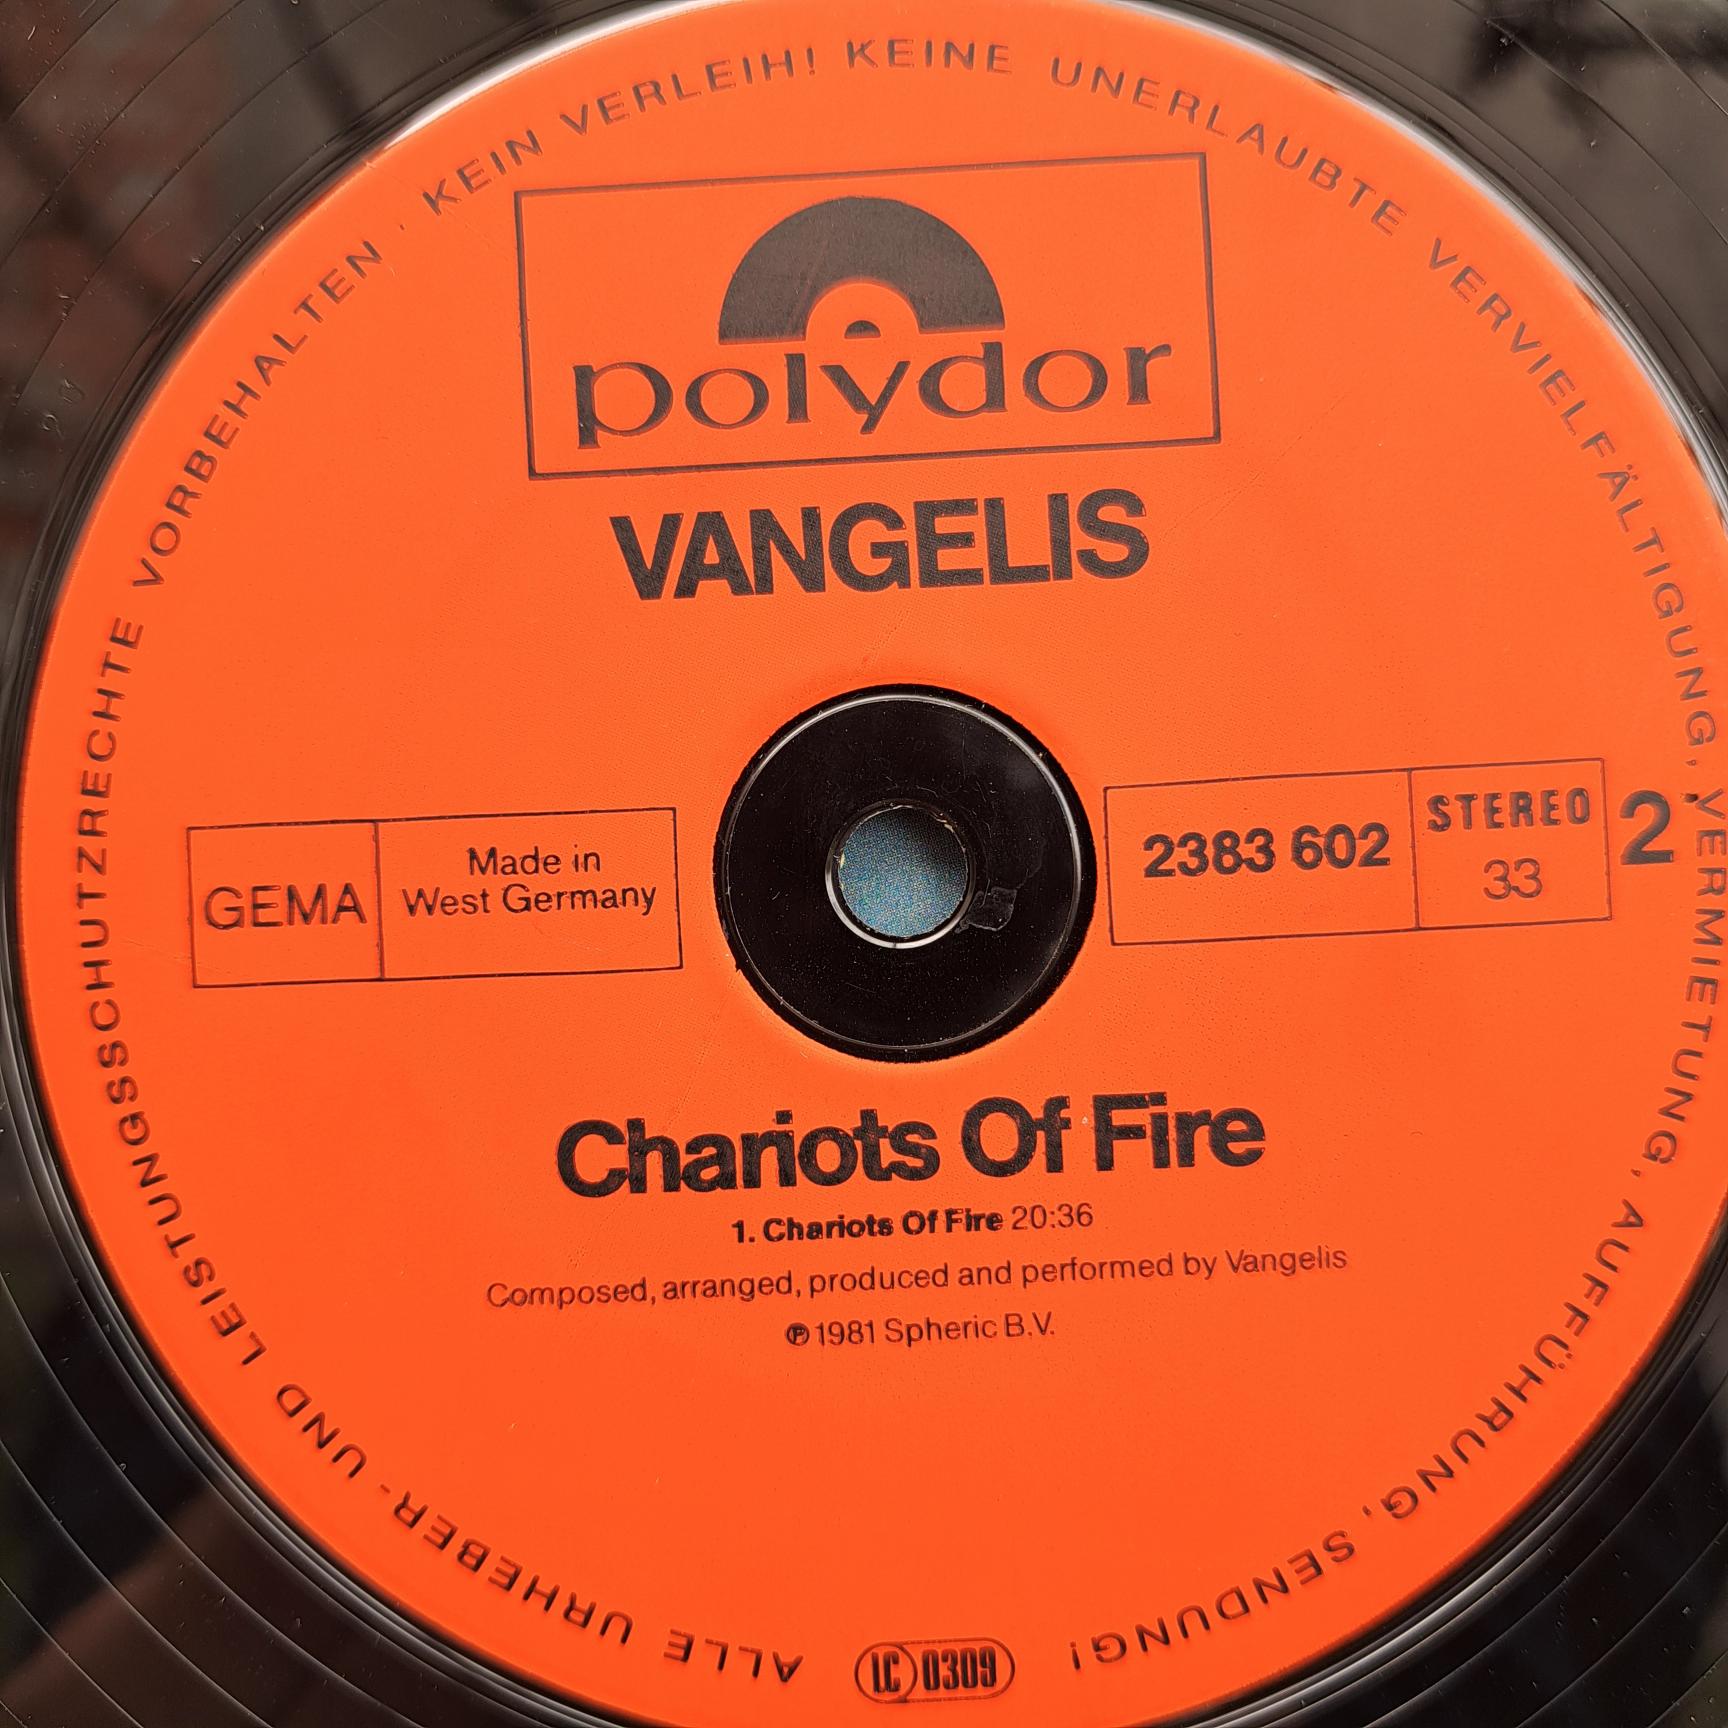 ALLE URHEBER- UND LEISTUNGSSCHUTZRECHTE VORBEHALTEN · KEIN VERLEIH! KEINE UNERLAUBTE VERVIELFÄLTIGUNG, VERMIETUNG, AUFFÜHRUNG, SENDUNG!
polydor
VANGELIS
GEMA
Made in
West Germany
2383 602
STEREO
33
2
Chariots Of Fire
1. Chariots Of Fire 20:36
Composed, arranged, produced and performed by Vangelis
℗ 1981 Spheric B.V.
LC 0309